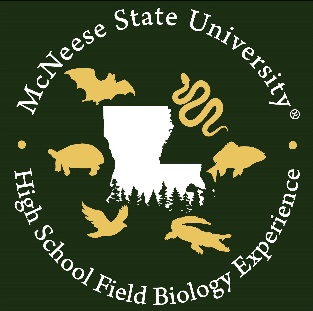 McNeese State University®
High School Field Biology Experience